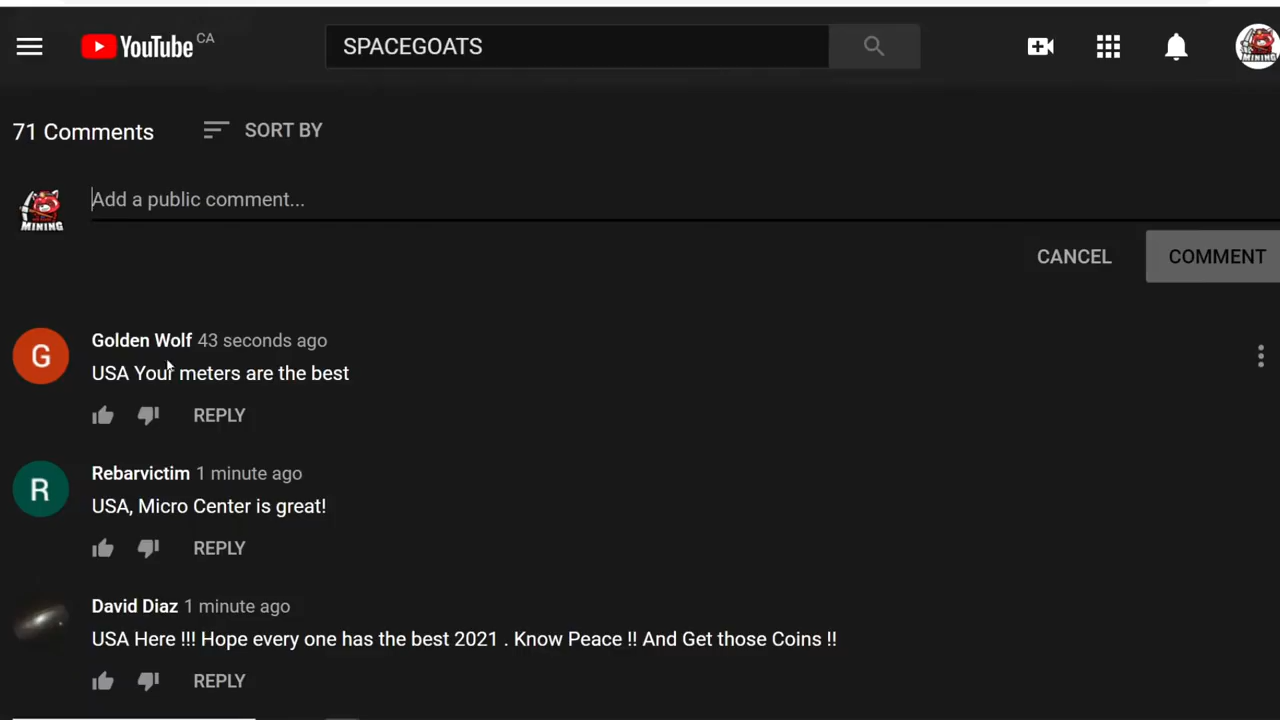 YouTube CA
SPACEGOATS
71 Comments SORT BY
MINING
Add a public comment...
MINING
CANCEL COMMENT
G
Golden Wolf 43 seconds ago
USA Your meters are the best
REPLY
R
Rebarvictim 1 minute ago
USA, Micro Center is great!
REPLY
David Diaz 1 minute ago
USA Here !!! Hope every one has the best 2021 . Know Peace !! And Get those Coins !!
REPLY